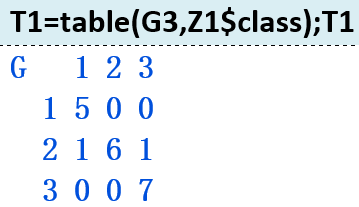 T1=table(G3,Z1$class);T1
G 1 2 3
1 5 0 0
2 1 6 1
3 0 0 7